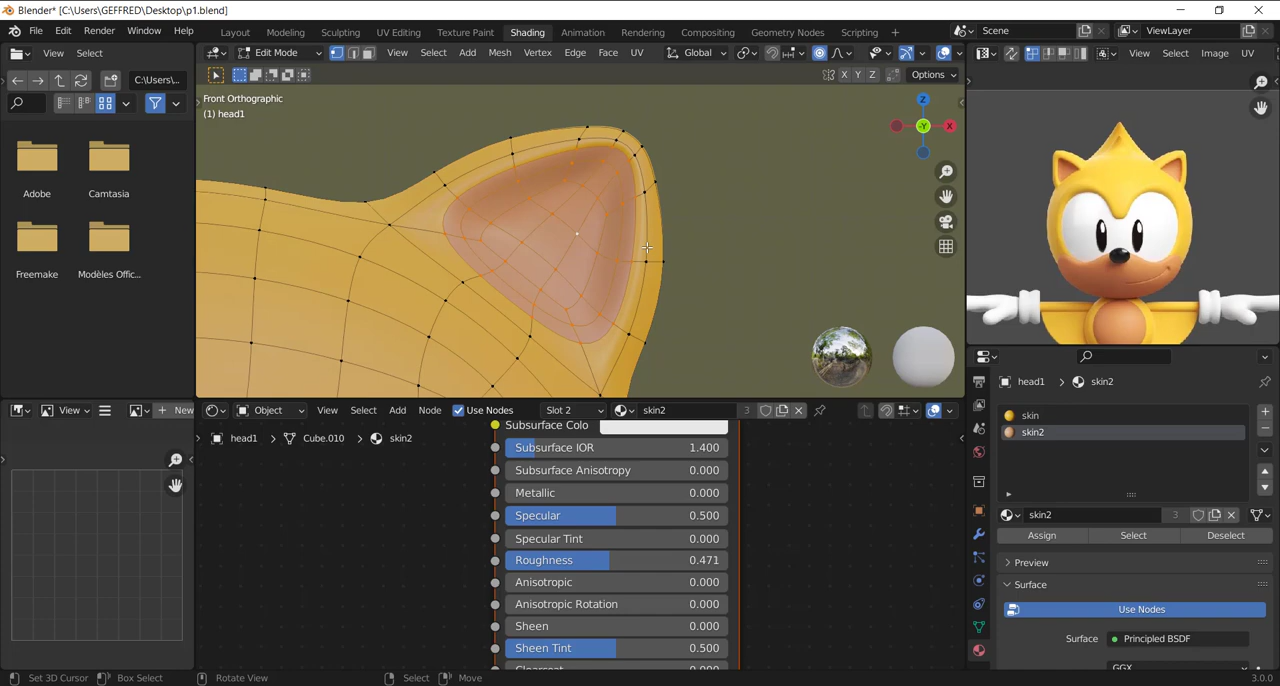 Blender* [C:\Users\GEFFRED\Desktop\p1.blend]
File Edit Render Window Help Layout Modeling Sculpting UV Editing Texture Paint Shading Animation Rendering Compositing Geometry Nodes Scripting + Scene ViewLayer
View Select Edit Mode View Select Add Mesh Vertex Edge Face UV Global View Select Image UV
C:\Users\... X Y Z Options
Front Orthographic
(1) head1
Z
-Y X
Adobe Camtasia
Freemake Modèles Offic...
head1 > skin2
skin
skin2
View + New Object View Select Add Node Use Nodes Slot 2 skin2 3
head1 > Cube.010 > skin2
Subsurface Colo
Subsurface IOR 1.400
Subsurface Anisotropy 0.000
Metallic 0.000
Specular 0.500
Specular Tint 0.000
Roughness 0.471
Anisotropic 0.000
Anisotropic Rotation 0.000
Sheen 0.000
Sheen Tint 0.500
Clearcoat 0.000
skin2 3
Assign Select Deselect
Preview
Surface
Use Nodes
Surface Principled BSDF
GGX
Set 3D Cursor Box Select Rotate View Select Move 3.0.0